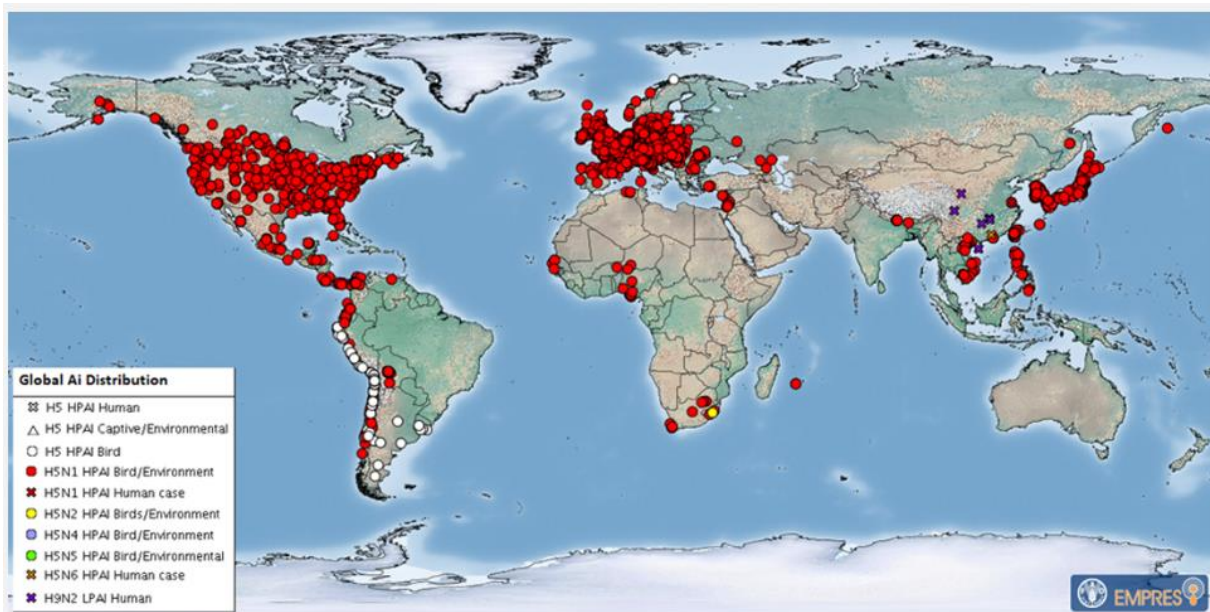 Global Ai Distribution
H5 HPAI Human
H5 HPAI Captive/Environmental
H5 HPAI Bird
H5N1 HPAI Bird/Environment
H5N1 HPAI Human case
H5N2 HPAI Birds/Environment
H5N4 HPAI Bird/Environment
H5N5 HPAI Bird/Environmental
H5N6 HPAI Human case
H9N2 LPAI Human
EMPRES